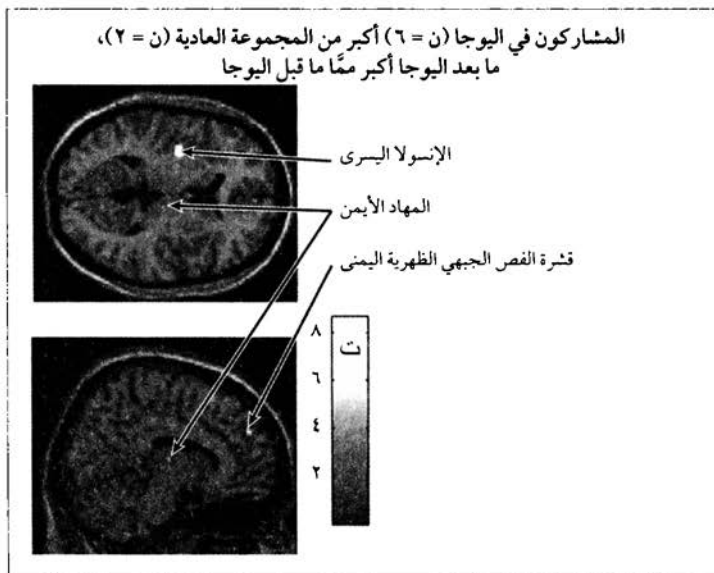 المشاركون في اليوجا (ن = ٦) أكبر من المجموعة العادية (ن = ٢)،
ما بعد اليوجا أكبر ممَّا ما قبل اليوجا
الإنسولا اليسرى
المهاد الأيمن
قشرة الفص الجبهي الظهرية اليمنى
ت
٨
٦
٤
٢